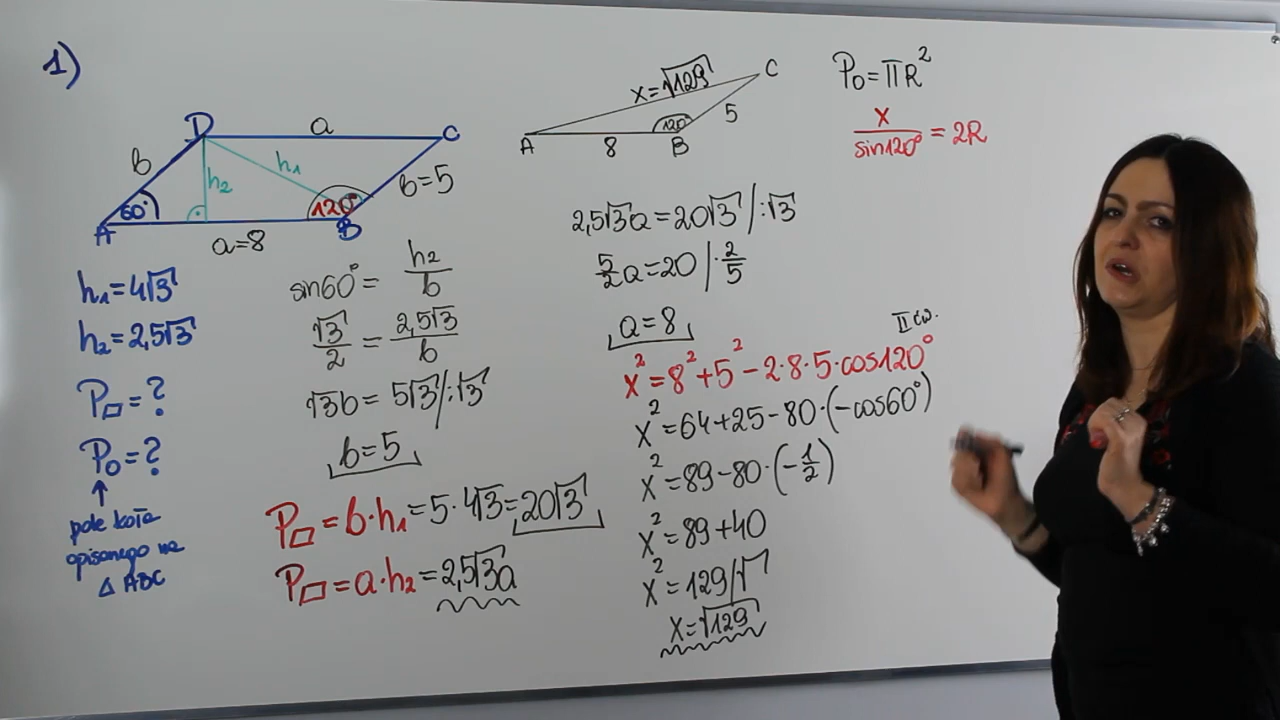 1)
D
a
C
b
h₁
h₂
b=5
60°
120°
A
B
a=8
h₁=4√3
h₂=2,5√3
P▱=?
P₀=?
↑
pole koła
opisanego na
△ ABC
sin60°= h₂/b
√3/2 = 2,5√3/b
√3b = 5√3/:√3
b=5
P▱=b·h₁=5·4√3=20√3
P▱=a·h₂=2,5√3a
x=√129
C
5
120°
A
8
B
2,5√3a=20√3/:√3
5/2a=20/·2/5
a=8
II ćw.
x²=8²+5²-2·8·5·cos120°
x²=64+25-80·(-cos60°)
x²=89-80·(-1/2)
x²=89+40
x²=129/√
x=√129
P₀=πR²
x/sin120°=2R